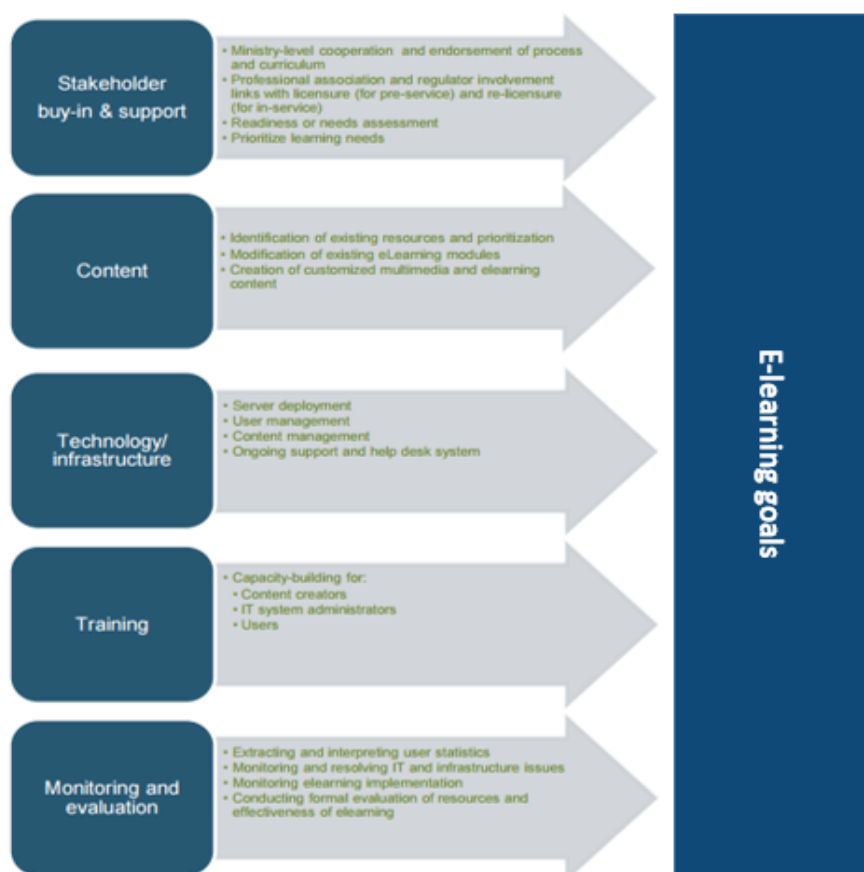 Stakeholder
buy-in & support
• Ministry-level cooperation and endorsement of process
and curriculum
• Professional association and regulator involvement
links with licensure (for pre-service) and re-licensure
(for in-service)
• Readiness or needs assessment
• Prioritize learning needs
Content
• Identification of existing resources and prioritization
• Modification of existing eLearning modules
• Creation of customized multimedia and elearning
content
Technology/
infrastructure
• Server deployment
• User management
• Content management
• Ongoing support and help desk system
Training
• Capacity-building for:
• Content creators
• IT system administrators
• Users
Monitoring and
evaluation
• Extracting and interpreting user statistics
• Monitoring and resolving IT and infrastructure issues
• Monitoring elearning implementation
• Conducting formal evaluation of resources and
effectiveness of elearning
E-learning goals